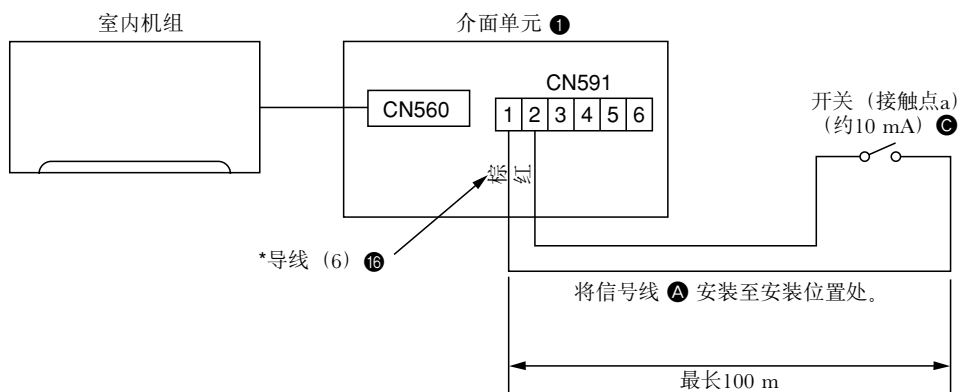 室内机组
介面单元 ❶
CN560
CN591
1 2 3 4 5 6
开关（接触点a）
（约10 mA） Ⓒ
棕 红
*导线（6） ⓰
将信号线 Ⓐ 安装至安装位置处。
最长100 m